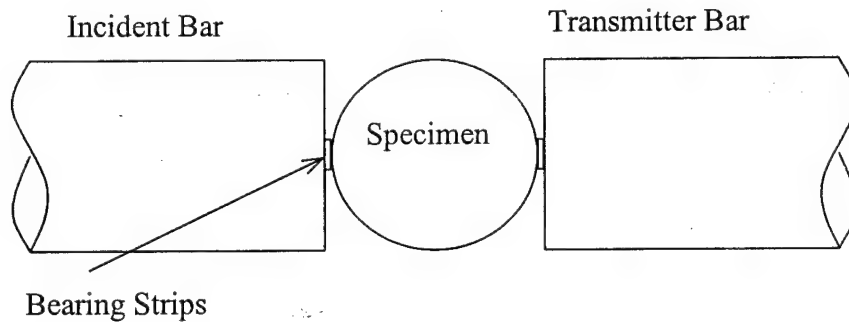 Incident Bar
Transmitter Bar
Specimen
Bearing Strips